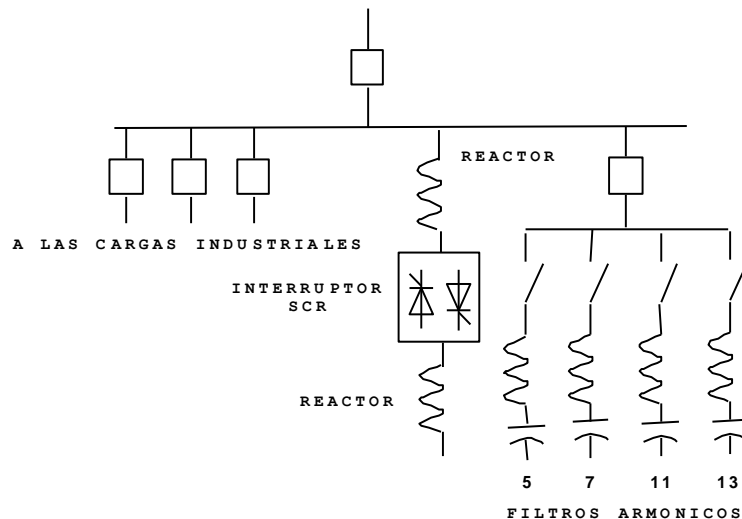 REACTOR
A LAS CARGAS INDUSTRIALES
INTERRUPTOR
SCR
REACTOR
5 7 11 13
FILTROS ARMONICOS